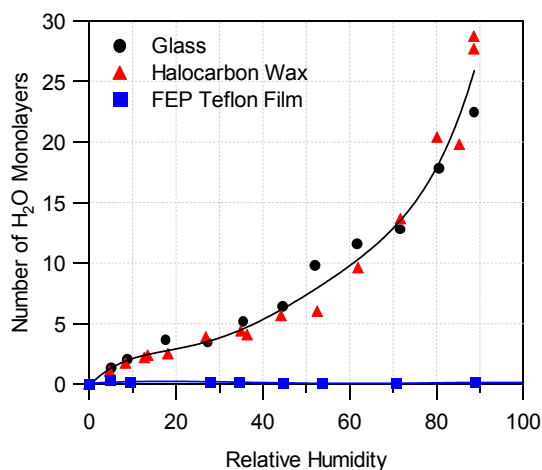 30
25
20
15
10
5
0
Number of H₂O Monolayers
Glass
Halocarbon Wax
FEP Teflon Film
0
20
40
60
80
100
Relative Humidity